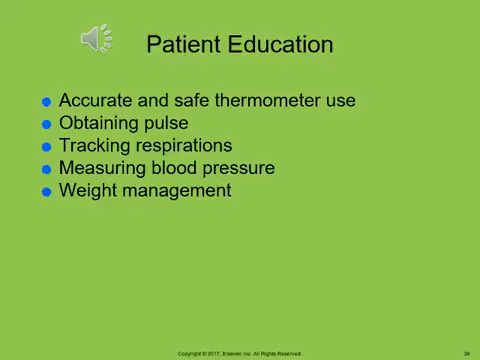 Patient Education
Accurate and safe thermometer use
Obtaining pulse
Tracking respirations
Measuring blood pressure
Weight management
Copyright © 2017, Elsevier Inc. All Rights Reserved.
36